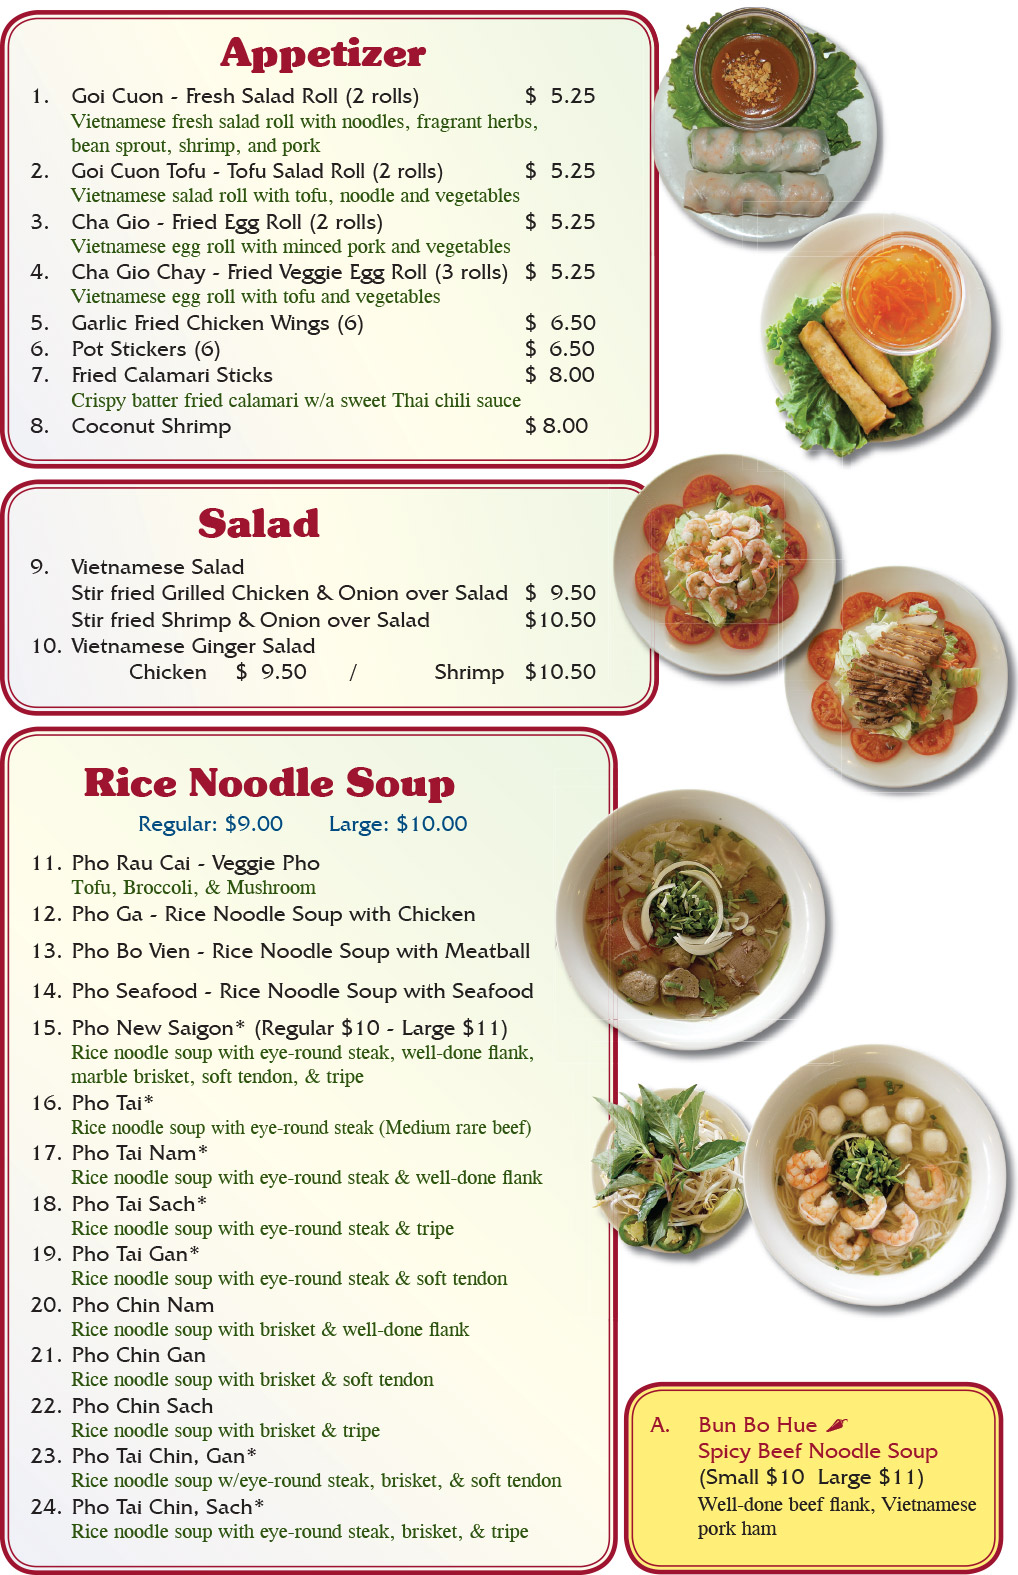 Appetizer
1. Goi Cuon - Fresh Salad Roll (2 rolls) $ 5.25
Vietnamese fresh salad roll with noodles, fragrant herbs,
bean sprout, shrimp, and pork
2. Goi Cuon Tofu - Tofu Salad Roll (2 rolls) $ 5.25
Vietnamese salad roll with tofu, noodle and vegetables
3. Cha Gio - Fried Egg Roll (2 rolls) $ 5.25
Vietnamese egg roll with minced pork and vegetables
4. Cha Gio Chay - Fried Veggie Egg Roll (3 rolls) $ 5.25
Vietnamese egg roll with tofu and vegetables
5. Garlic Fried Chicken Wings (6) $ 6.50
6. Pot Stickers (6) $ 6.50
7. Fried Calamari Sticks $ 8.00
Crispy batter fried calamari w/a sweet Thai chili sauce
8. Coconut Shrimp $ 8.00
Salad
9. Vietnamese Salad
Stir fried Grilled Chicken & Onion over Salad $ 9.50
Stir fried Shrimp & Onion over Salad $10.50
10. Vietnamese Ginger Salad
Chicken $ 9.50 / Shrimp $10.50
Rice Noodle Soup
Regular: $9.00 Large: $10.00
11. Pho Rau Cai - Veggie Pho
Tofu, Broccoli, & Mushroom
12. Pho Ga - Rice Noodle Soup with Chicken
13. Pho Bo Vien - Rice Noodle Soup with Meatball
14. Pho Seafood - Rice Noodle Soup with Seafood
15. Pho New Saigon* (Regular $10 - Large $11)
Rice noodle soup with eye-round steak, well-done flank,
marble brisket, soft tendon, & tripe
16. Pho Tai*
Rice noodle soup with eye-round steak (Medium rare beef)
17. Pho Tai Nam*
Rice noodle soup with eye-round steak & well-done flank
18. Pho Tai Sach*
Rice noodle soup with eye-round steak & tripe
19. Pho Tai Gan*
Rice noodle soup with eye-round steak & soft tendon
20. Pho Chin Nam
Rice noodle soup with brisket & well-done flank
21. Pho Chin Gan
Rice noodle soup with brisket & soft tendon
22. Pho Chin Sach
Rice noodle soup with brisket & tripe
23. Pho Tai Chin, Gan*
Rice noodle soup w/eye-round steak, brisket, & soft tendon
24. Pho Tai Chin, Sach*
Rice noodle soup with eye-round steak, brisket, & tripe
A. Bun Bo Hue
Spicy Beef Noodle Soup
(Small $10 Large $11)
Well-done beef flank, Vietnamese
pork ham